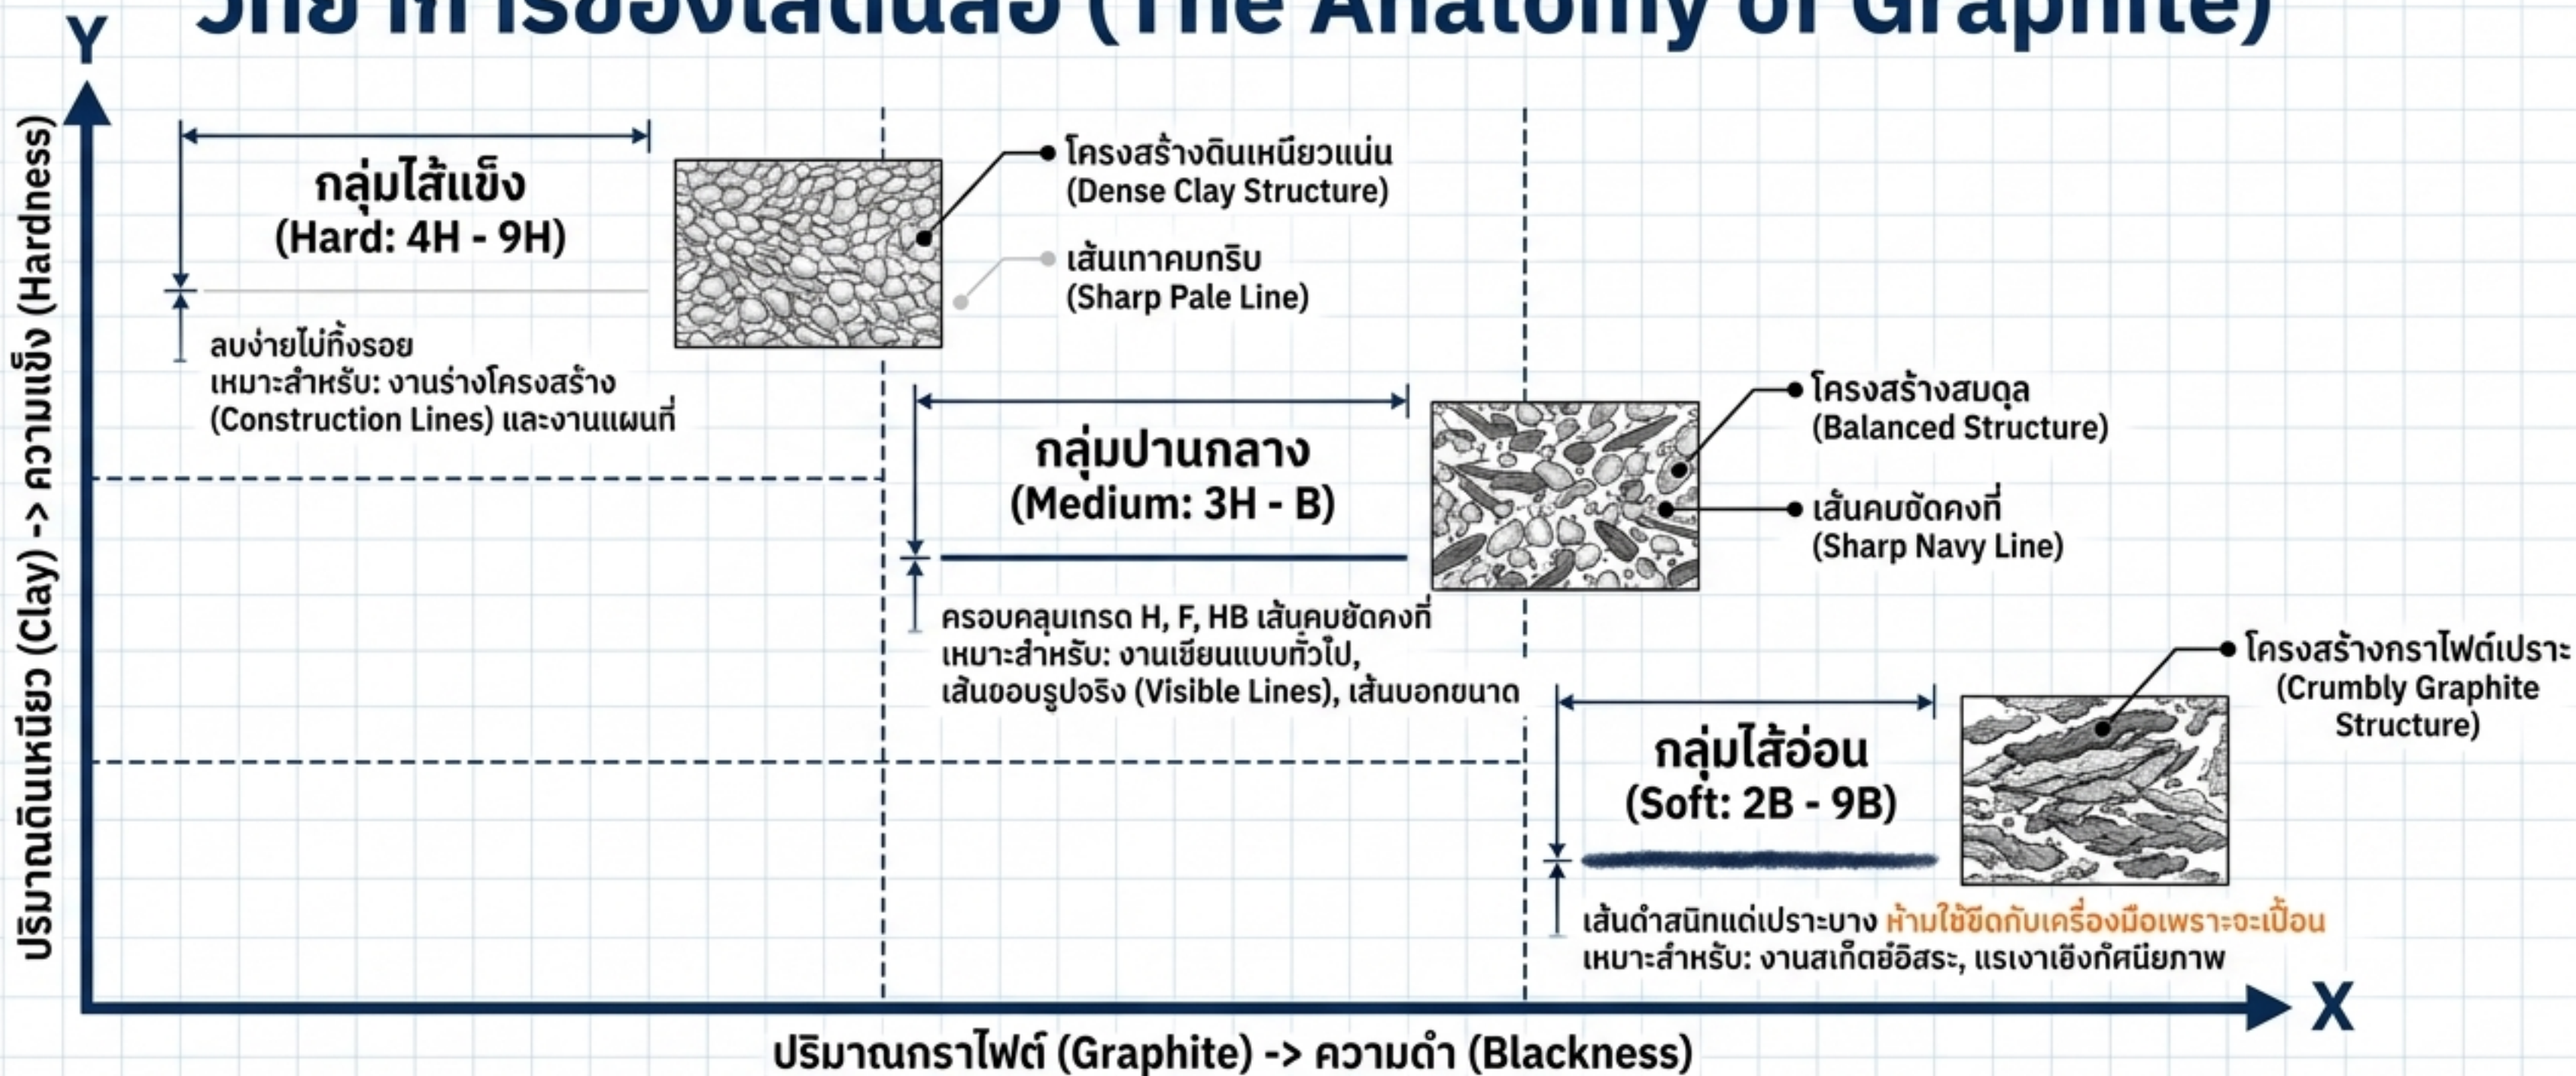 (The Anatomy of Graphite)
Y
ปริมาณดินเหนียว (Clay) -> ความแข็ง (Hardness)
กลุ่มไส้แข็ง
(Hard: 4H - 9H)
ลบง่ายไม่ทิ้งรอย
เหมาะสำหรับ: งานร่างโครงสร้าง
(Construction Lines) และงานแผนที่
โครงสร้างดินเหนียวแน่น
(Dense Clay Structure)
เส้นเทาคมกริบ
(Sharp Pale Line)
กลุ่มปานกลาง
(Medium: 3H - B)
ครอบคลุมเกรด H, F, HB เส้นคบยัดคงที่
เหมาะสำหรับ: งานเขียนแบบทั่วไป,
เส้นขอบรูปจริง (Visible Lines), เส้นบอกขนาด
โครงสร้างสมดุล
(Balanced Structure)
เส้นคบชัดคงที่
(Sharp Navy Line)
กลุ่มไส้อ่อน
(Soft: 2B - 9B)
เส้นดำสนิทแด่เปราะบาง ห้ามใช้ขีดกับเครื่องมือเพราะจะเปื้อน
เหมาะสำหรับ: งานสเก็ตช์อิสระ, แรเงาเชิงทัศนียภาพ
โครงสร้างกราไฟต์เปราะ
(Crumbly Graphite
Structure)
X
ปริมาณกราไฟต์ (Graphite) -> ความดำ (Blackness)